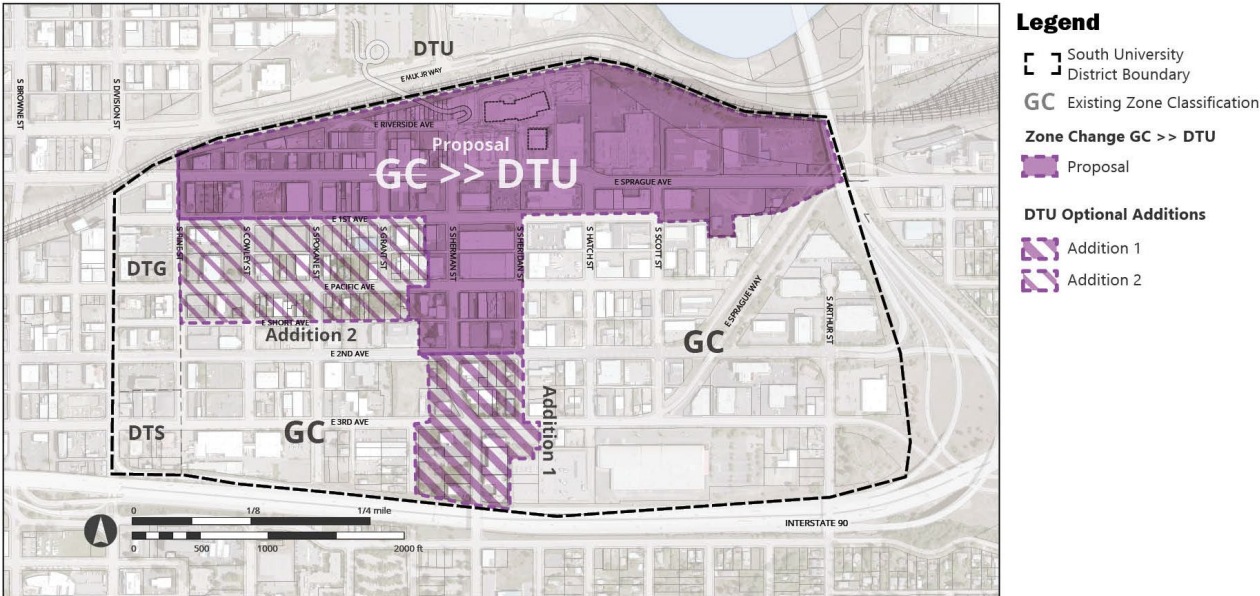 DTU
E MLK JR WAY
S BROWNE ST
S DIVISION ST
E RIVERSIDE AVE
Proposal
GC >> DTU
E SPRAGUE AVE
E 1ST AVE
S PINE ST
S COWLEY ST
S SPOKANE ST
S GRANT ST
S SHERMAN ST
S SHERIDAN ST
S HATCH ST
S SCOTT ST
DTG
E PACIFIC AVE
E SPRAGUE WAY
S ARTHUR ST
E SHORT AVE
Addition 2
E 2ND AVE
GC
Addition 1
DTS
GC
E 3RD AVE
INTERSTATE 90
0 1/8 1/4 mile
0 500 1000 2000 ft
Legend
South University
District Boundary
GC Existing Zone Classification
Zone Change GC >> DTU
Proposal
DTU Optional Additions
Addition 1
Addition 2